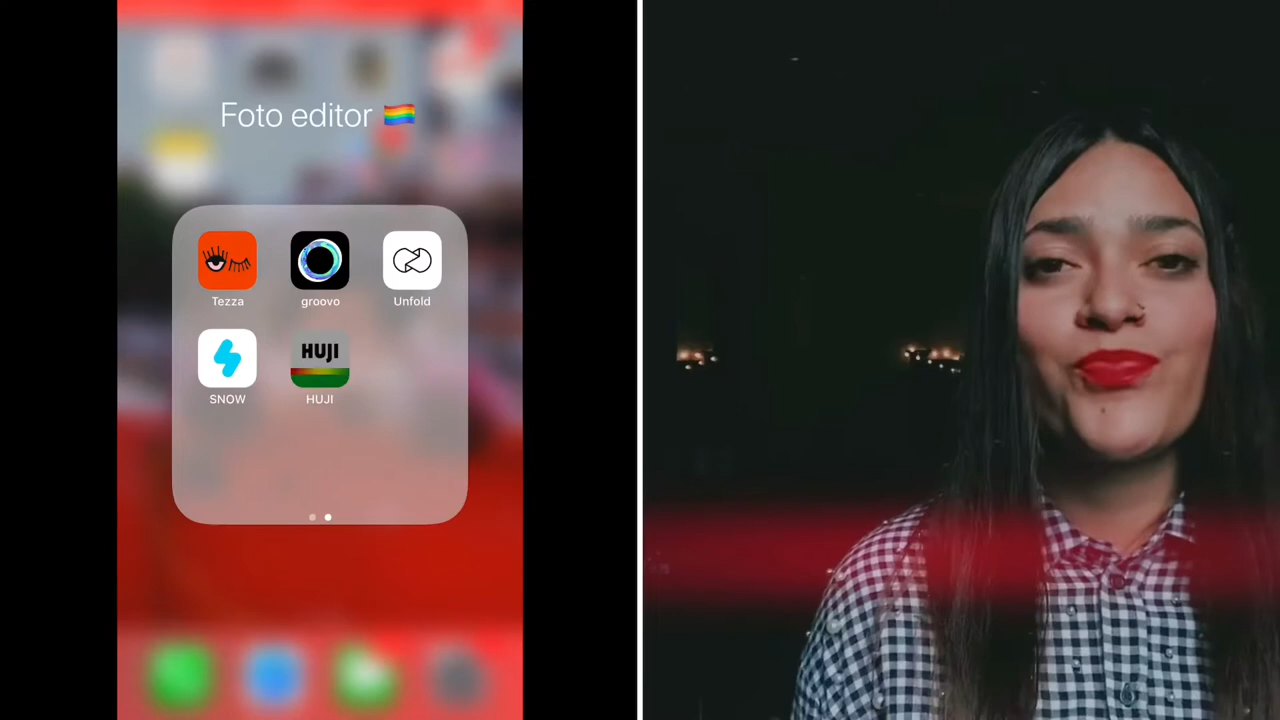 Foto editor 🏳️‍🌈
Tezza
groovo
Unfold
HUJI
SNOW
HUJI